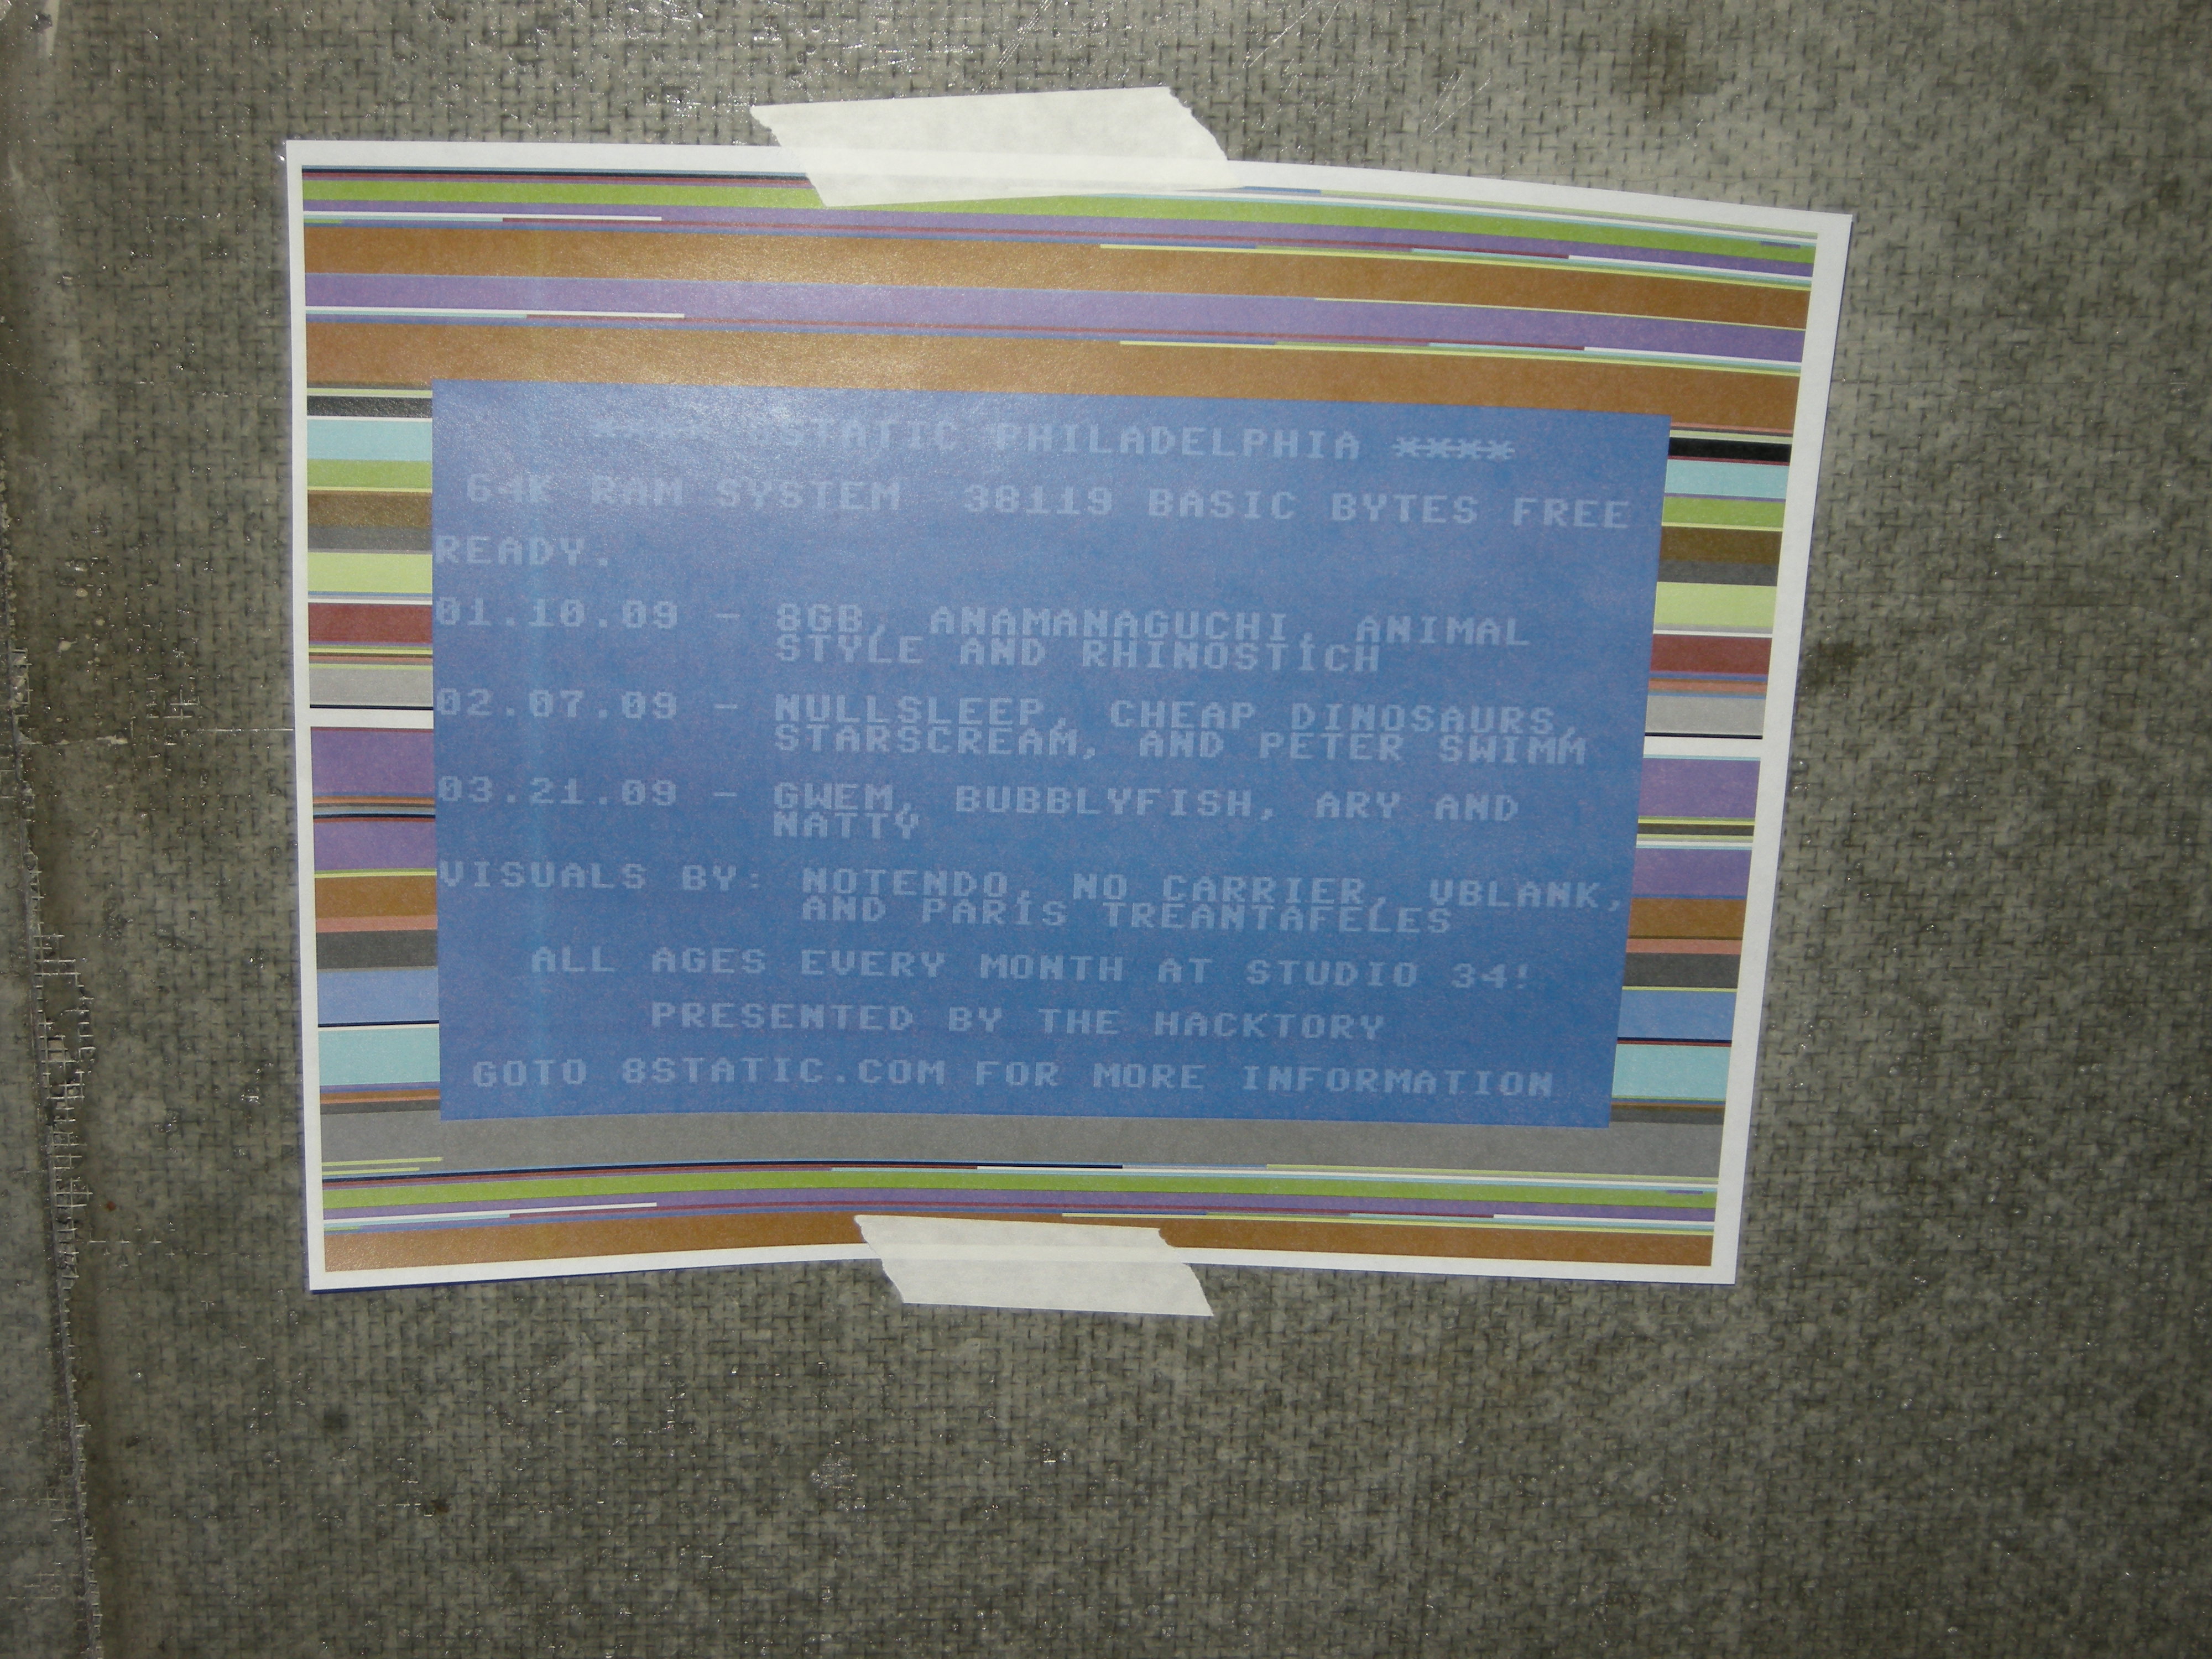 **** 8STATIC PHILADELPHIA ****
64K RAM SYSTEM 38119 BASIC BYTES FREE
READY.
01.10.09 - 8GB, ANAMANAGUCHI, ANIMAL
STYLE AND RHINOSTICH
02.07.09 - NULLSLEEP, CHEAP DINOSAURS,
STARSCREAM, AND PETER SWIMM
03.21.09 - GWEM, BUBBLYFISH, ARY AND
NATTY
VISUALS BY: NOTENDO, NO CARRIER, VBLANK,
AND PARIS TREANTAFELES
ALL AGES EVERY MONTH AT STUDIO 34!
PRESENTED BY THE HACKTORY
GOTO 8STATIC.COM FOR MORE INFORMATION